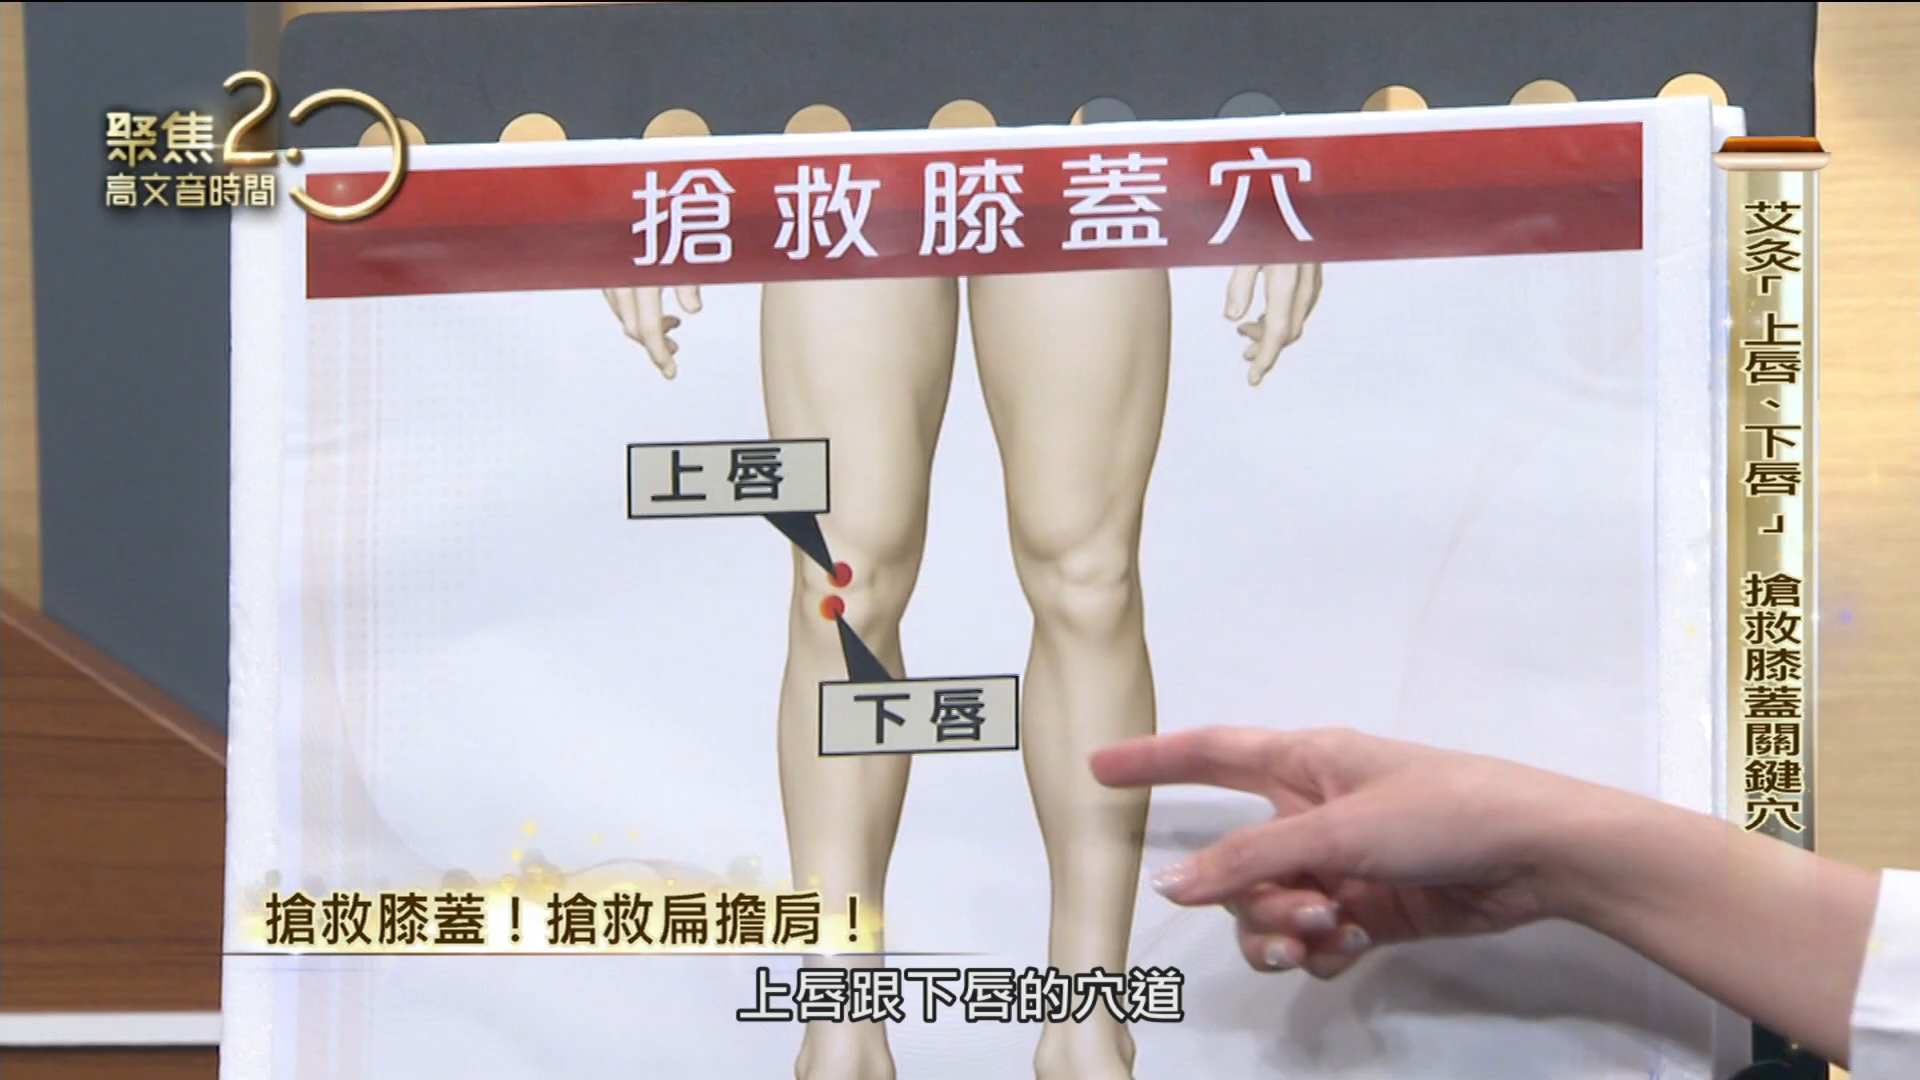 聚焦2.0
高文音時間
搶救膝蓋穴
艾灸「上唇、下唇」 搶救膝蓋關鍵穴
上唇
下唇
搶救膝蓋！搶救扁擔肩！
上唇跟下唇的穴道